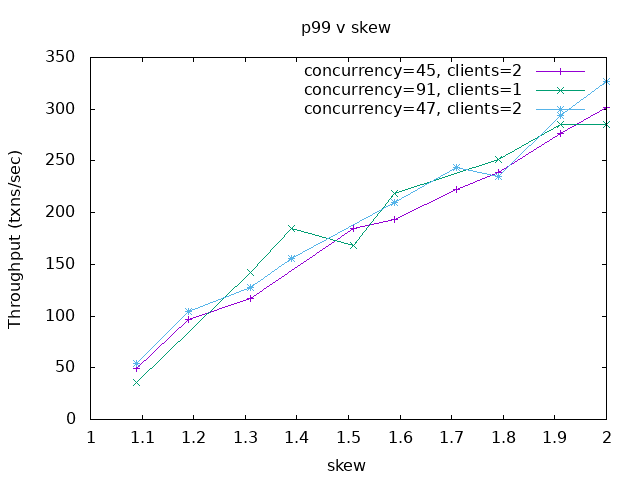 p99 v skew
350
300
250
200
150
100
50
0
Throughput (txns/sec)
concurrency=45, clients=2
concurrency=91, clients=1
concurrency=47, clients=2
1 1.1 1.2 1.3 1.4 1.5 1.6 1.7 1.8 1.9 2
skew